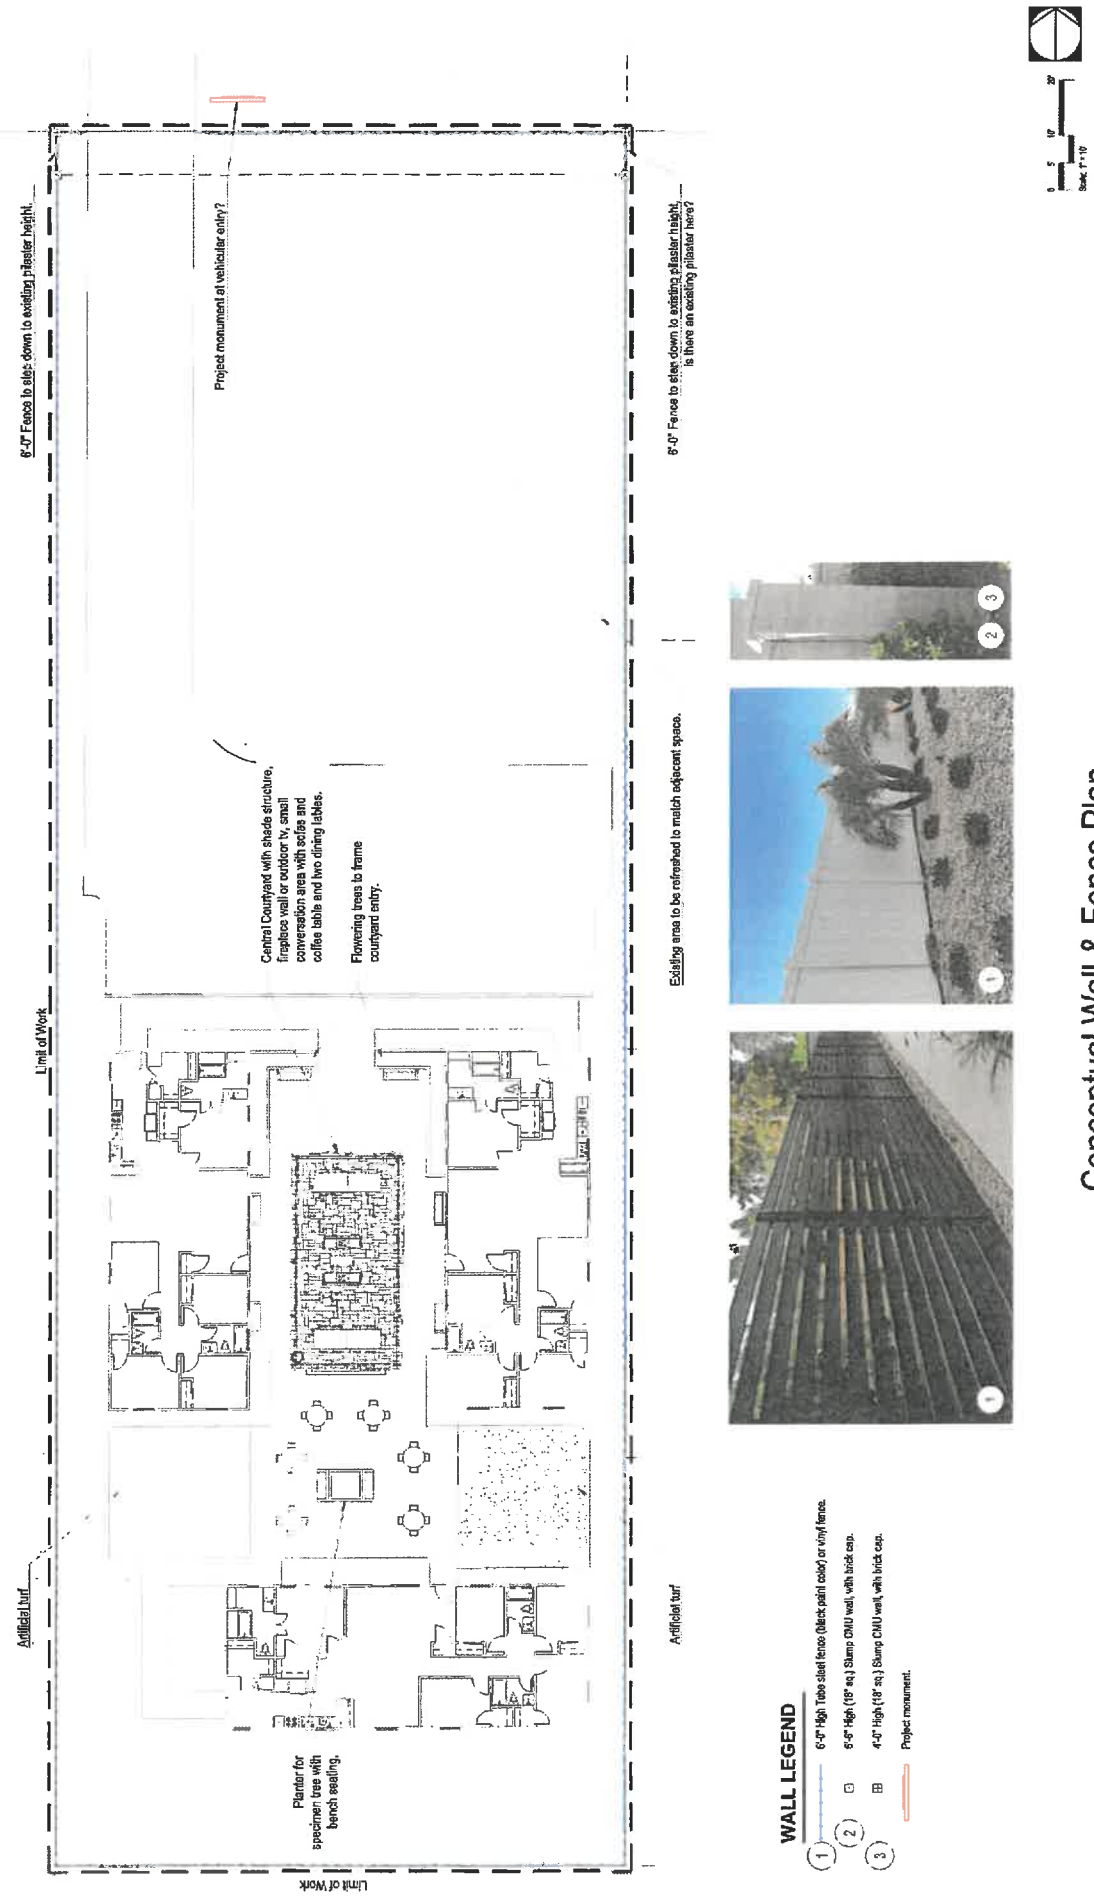 6'-0" Fence to step down to existing pilaster height.
Project monument at vehicular entry?
6'-0" Fence to step down to existing pilaster height,
is there an existing pilaster here?
Limit of Work
Central Courtyard with shade structure,
fireplace wall or outdoor tv, small
conversation area with sofas and
coffee table and two dining tables.
Flowering trees to frame
courtyard entry.
Existing area to be refreshed to match adjacent space.
Artificial turf
Artificial turf
Planter for
specimen tree with
bench seating.
Limit of Work
WALL LEGEND
1 6'-0" High Tube steel fence (black paint color) or vinyl fence.
2 6'-6" High (18" sq.) Slump CMU wall, with brick cap.
3 4'-0" High (18" sq.) Slump CMU wall, with brick cap.
Project monument.
1
1
2 3
Conceptual Wall & Fence Plan
0 5 10' 20'
Scale: 1"=10'